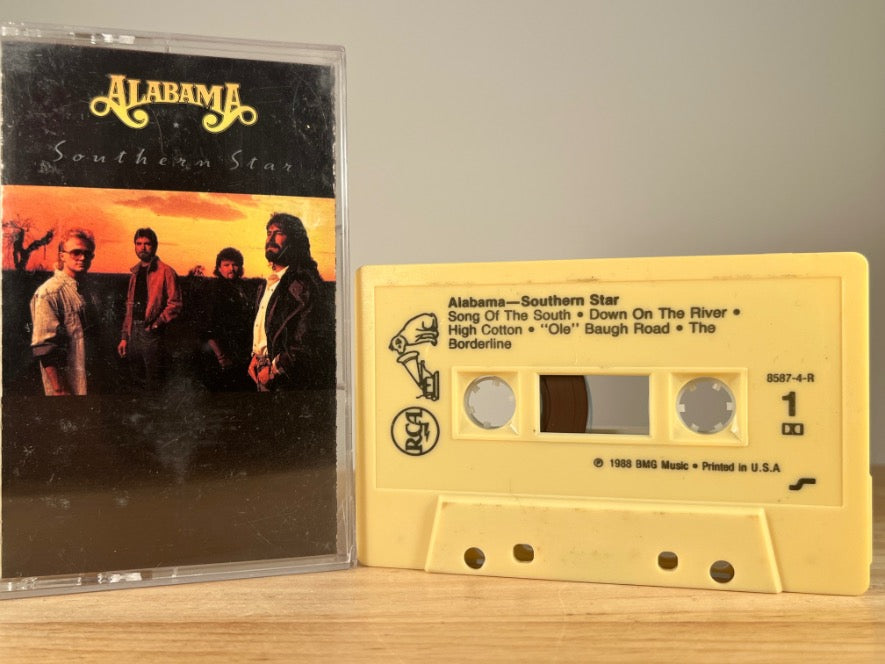 ALABAMA
Southern Star
Alabama—Southern Star
Song Of The South • Down On The River •
High Cotton • "Ole" Baugh Road • The
Borderline
8587-4-R
1
RCA
℗ 1988 BMG Music • Printed in U.S.A